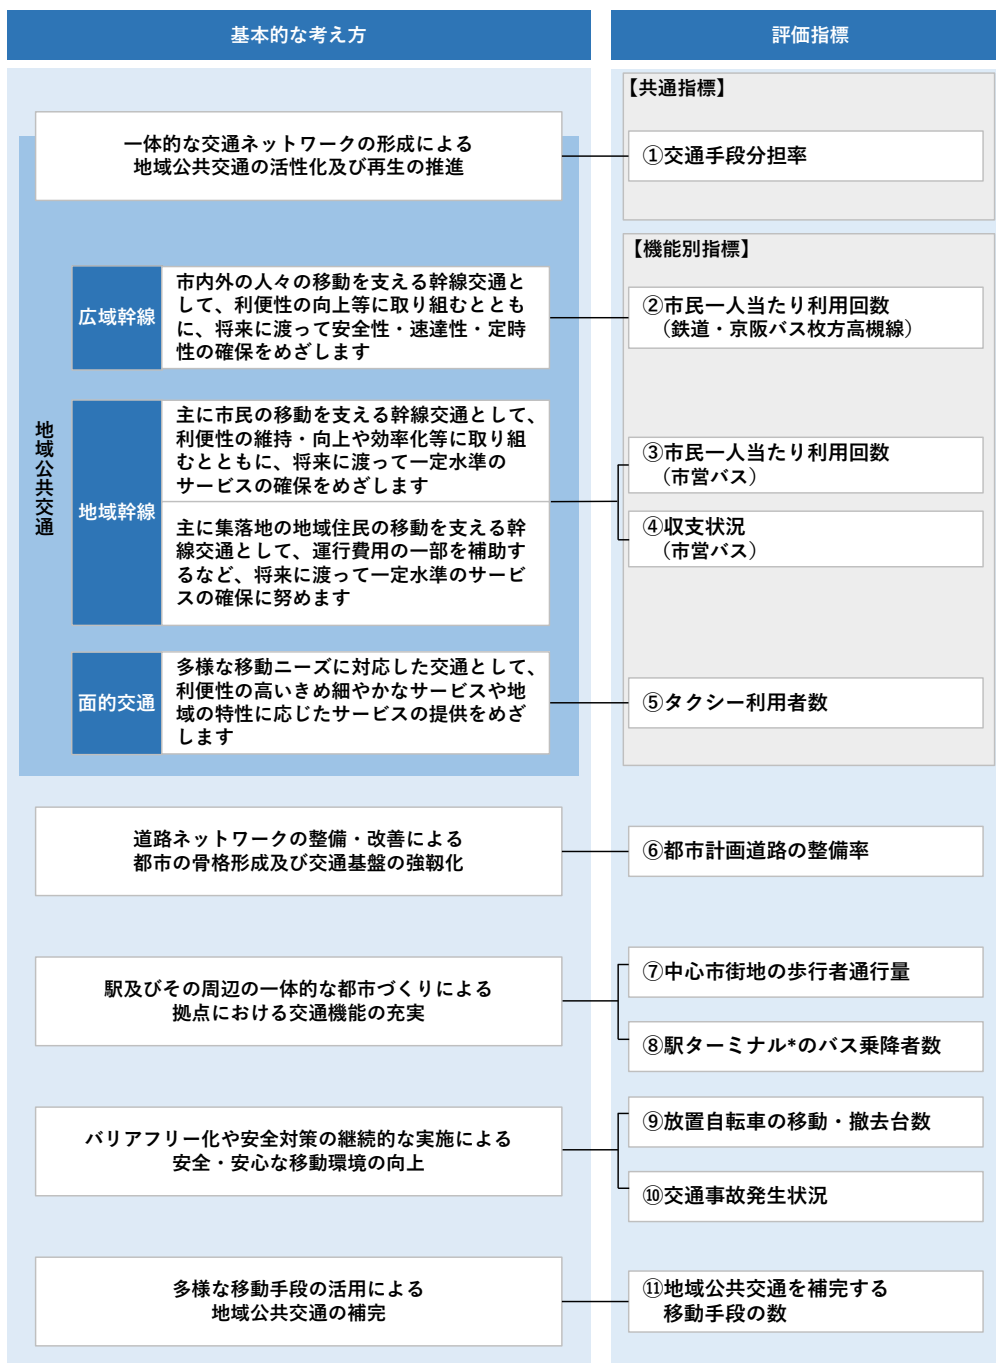 基本的な考え方
評価指標
一体的な交通ネットワークの形成による
地域公共交通の活性化及び再生の推進
【共通指標】
①交通手段分担率
地域公共交通
広域幹線
市内外の人々の移動を支える幹線交通と
して、利便性の向上等に取り組むととも
に、将来に渡って安全性・速達性・定時
性の確保をめざします
【機能別指標】
②市民一人当たり利用回数
（鉄道・京阪バス枚方高槻線）
地域幹線
主に市民の移動を支える幹線交通として、
利便性の維持・向上や効率化等に取り組
むとともに、将来に渡って一定水準の
サービスの確保をめざします
主に集落地の地域住民の移動を支える幹
線交通として、運行費用の一部を補助す
るなど、将来に渡って一定水準のサービ
スの確保に努めます
③市民一人当たり利用回数
（市営バス）
④収支状況
（市営バス）
面的交通
多様な移動ニーズに対応した交通として、
利便性の高いきめ細やかなサービスや地
域の特性に応じたサービスの提供をめざ
します
⑤タクシー利用者数
道路ネットワークの整備・改善による
都市の骨格形成及び交通基盤の強靱化
⑥都市計画道路の整備率
駅及びその周辺の一体的な都市づくりによる
拠点における交通機能の充実
⑦中心市街地の歩行者通行量
⑧駅ターミナル*のバス乗降者数
バリアフリー化や安全対策の継続的な実施による
安全・安心な移動環境の向上
⑨放置自転車の移動・撤去台数
⑩交通事故発生状況
多様な移動手段の活用による
地域公共交通の補完
⑪地域公共交通を補完する
移動手段の数